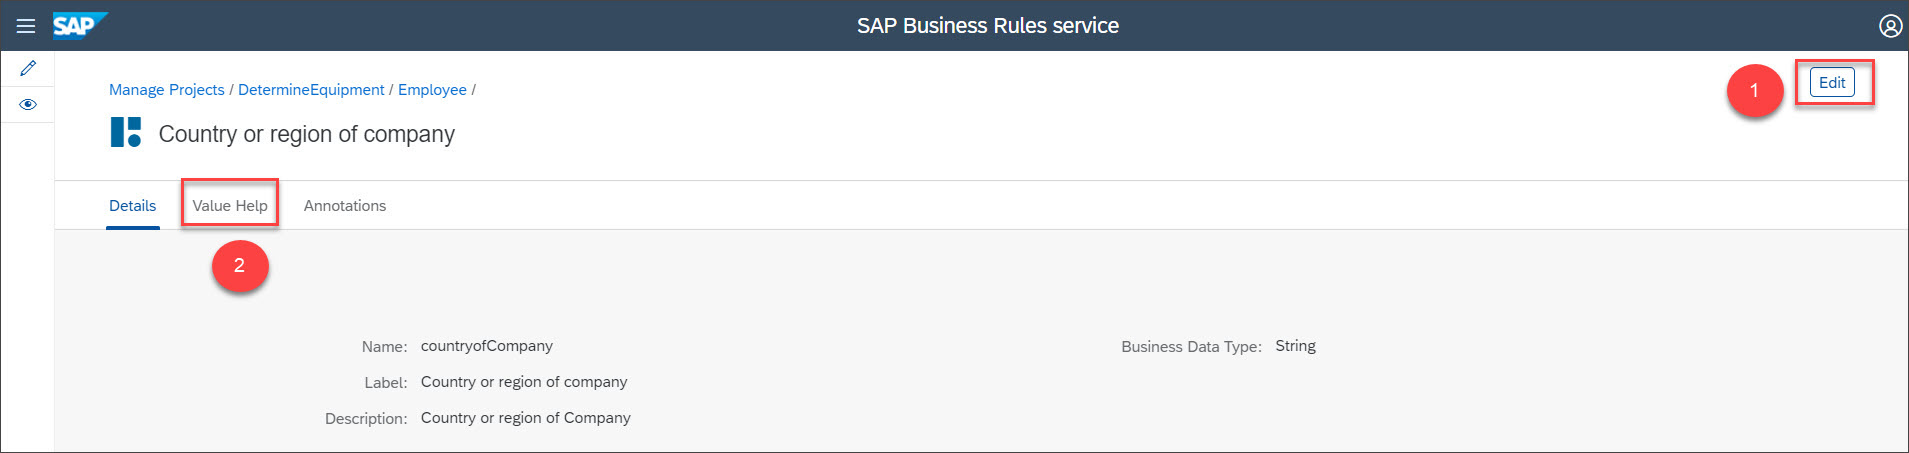 SAP
SAP Business Rules service
Manage Projects / DetermineEquipment / Employee /
1
Edit
Country or region of company
Details
Value Help
Annotations
2
Name: countryofCompany
Business Data Type: String
Label: Country or region of company
Description: Country or region of Company